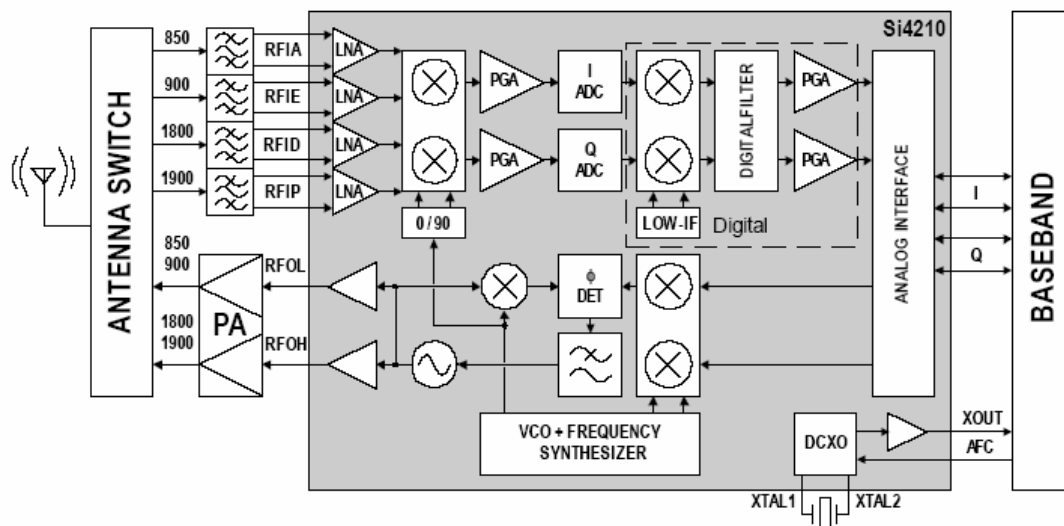 Si4210
ANTENNA SWITCH
850
900
1800
1900
RFIA
RFIE
RFID
RFIP
LNA
LNA
LNA
LNA
0 / 90
PGA
PGA
I
ADC
Q
ADC
LOW-IF
Digital
DIGITALFILTER
PGA
PGA
ANALOG INTERFACE
I
Q
BASEBAND
850
900
1800
1900
PA
RFOL
RFOH
ϕ
DET
VCO + FREQUENCY
SYNTHESIZER
DCXO
XOUT
AFC
XTAL1
XTAL2